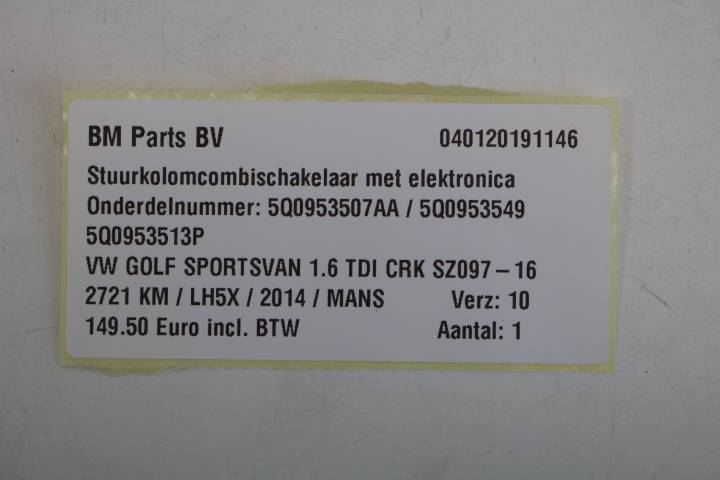 BM Parts BV 040120191146
Stuurkolomcombischakelaar met elektronica
Onderdelnummer: 5Q0953507AA / 5Q0953549
5Q0953513P
VW GOLF SPORTSVAN 1.6 TDI CRK SZ097-16
2721 KM / LH5X / 2014 / MANS Verz: 10
149.50 Euro incl. BTW Aantal: 1